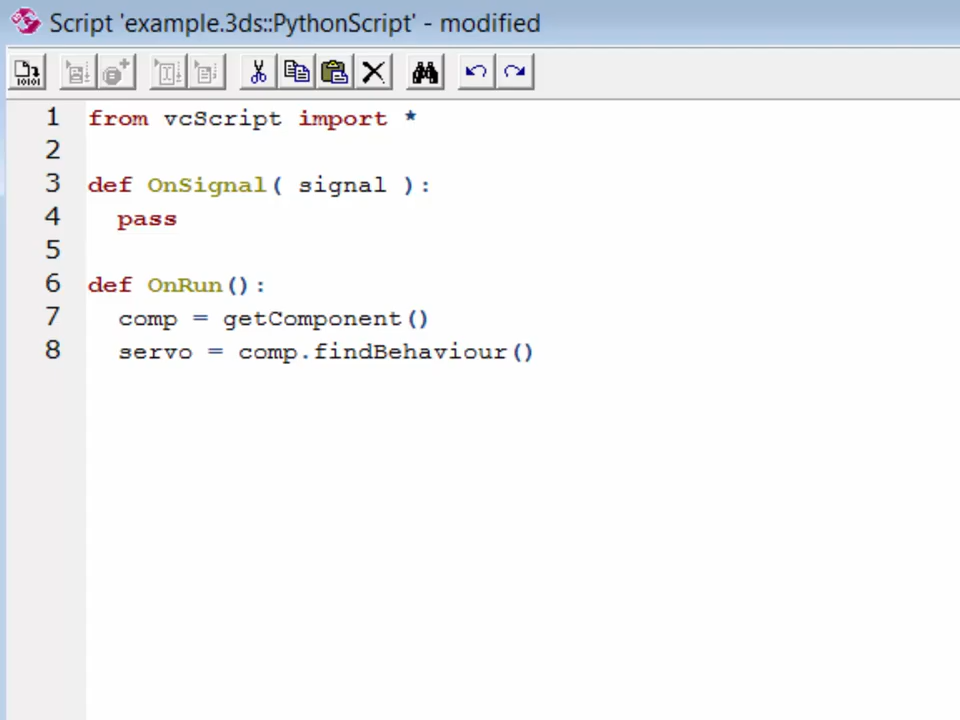 Script 'example.3ds::PythonScript' - modified
1 from vcScript import *
2
3 def OnSignal( signal ):
4   pass
5
6 def OnRun():
7   comp = getComponent()
8   servo = comp.findBehaviour()